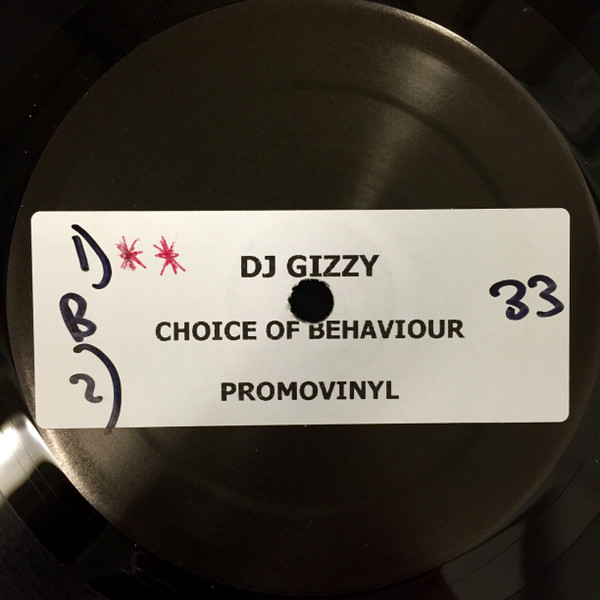 1) **
B
2)
DJ GIZZY
CHOICE OF BEHAVIOUR
PROMOVINYL
33